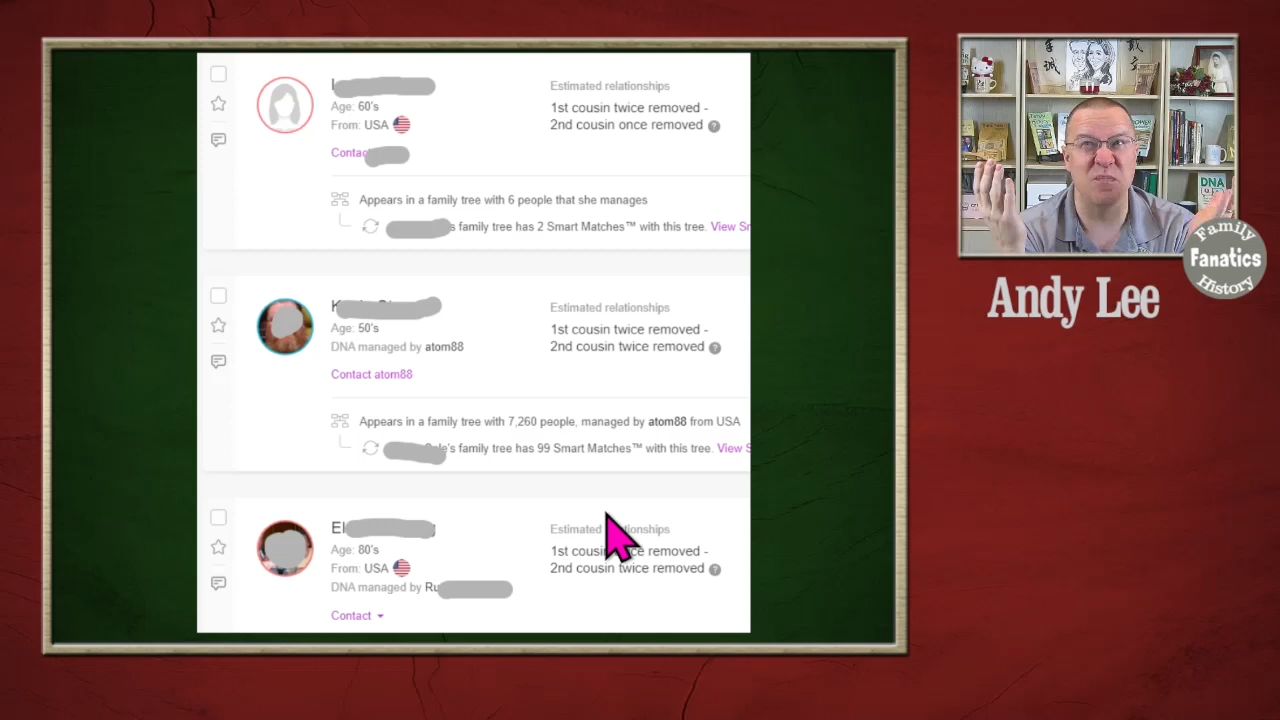 Estimated relationships
Age: 60's
1st cousin twice removed -
From: USA
2nd cousin once removed ?
Appears in a family tree with 6 people that she manages
s family tree has 2 Smart Matches™ with this tree. View
Estimated relationships
Age: 50's
1st cousin twice removed -
DNA managed by atom88
2nd cousin twice removed ?
Contact atom88
Appears in a family tree with 7,260 people, managed by atom88 from USA
's family tree has 99 Smart Matches™ with this tree. View
El
Estimated
Age: 80's
1st cousin removed -
From: USA
2nd cousin twice removed ?
DNA managed by Ru
Contact
DNA
Family
Fanatics
History
Andy Lee